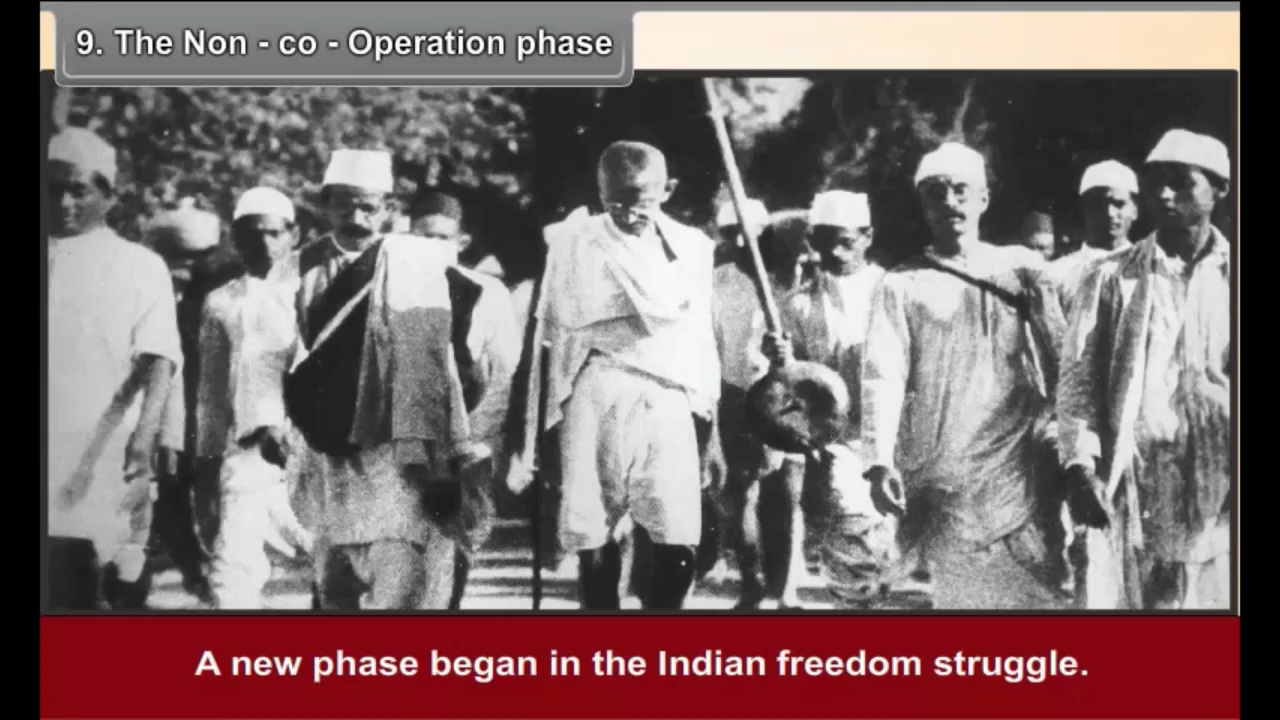 9. The Non - co - Operation phase
A new phase began in the Indian freedom struggle.